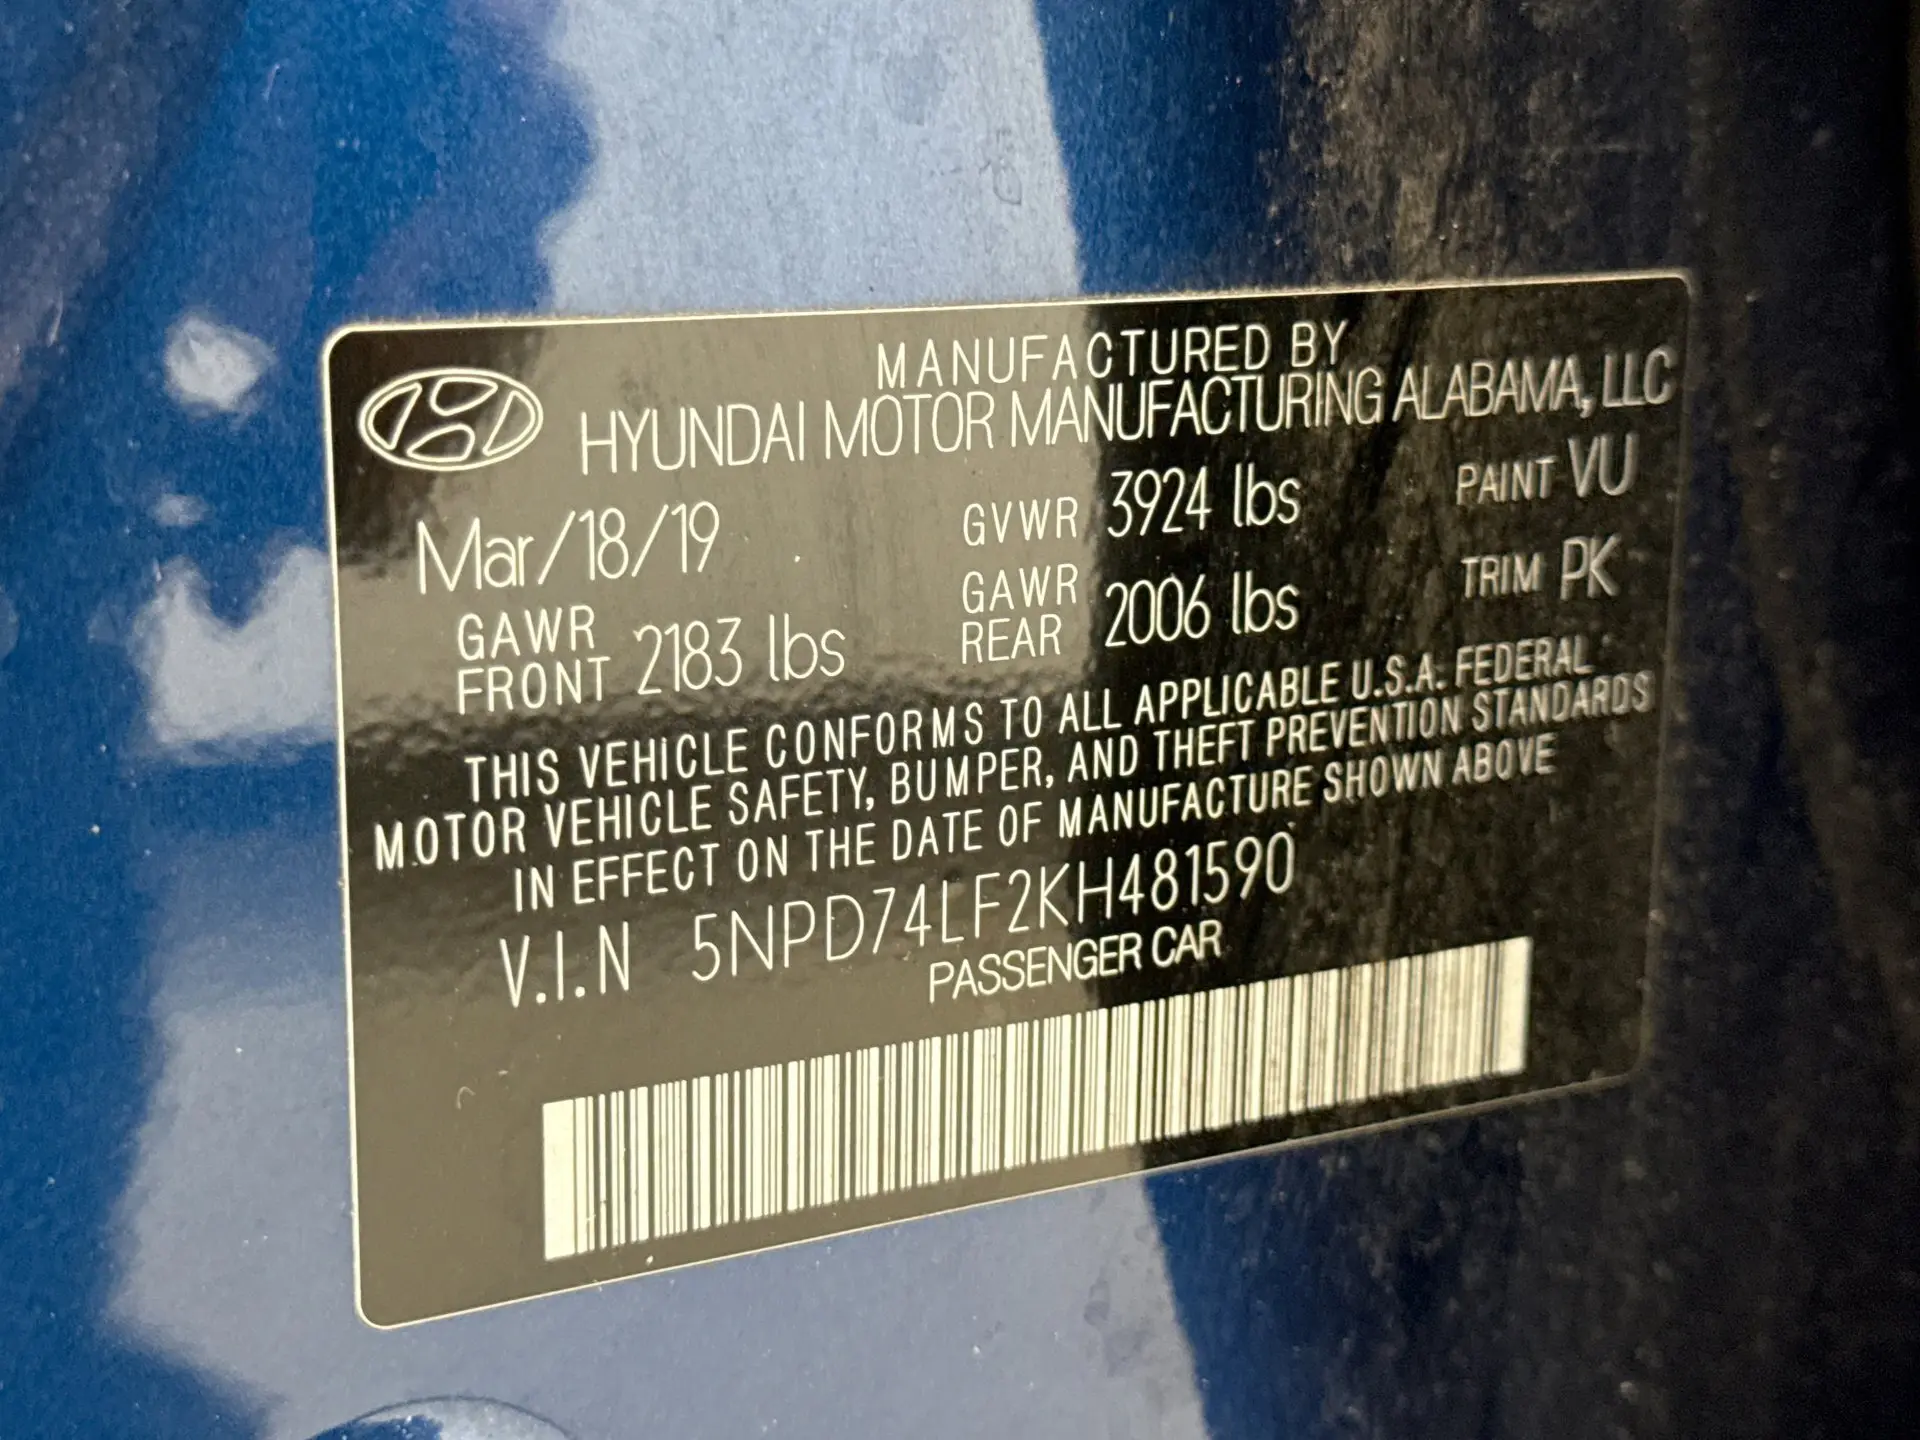 MANUFACTURED BY
HYUNDAI MOTOR MANUFACTURING ALABAMA, LLC
Mar/18/19 GVWR 3924 lbs PAINT VU
GAWR FRONT 2183 lbs GAWR REAR 2006 lbs TRIM PK
THIS VEHICLE CONFORMS TO ALL APPLICABLE U.S.A. FEDERAL
MOTOR VEHICLE SAFETY, BUMPER, AND THEFT PREVENTION STANDARDS
IN EFFECT ON THE DATE OF MANUFACTURE SHOWN ABOVE
V.I.N 5NPD74LF2KH481590
PASSENGER CAR